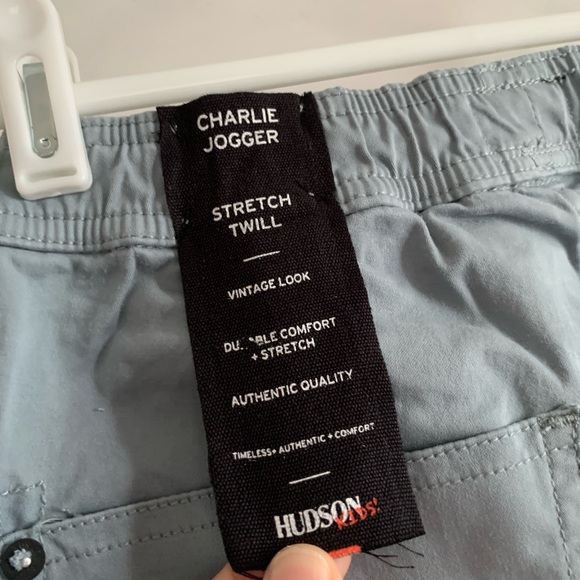 CHARLIE
JOGGER
STRETCH
TWILL
VINTAGE LOOK
COMFORT
+ STRETCH
AUTHENTIC QUALITY
TIMELESS+ AUTHENTIC + COMFORT
HUDSON
KIDS!